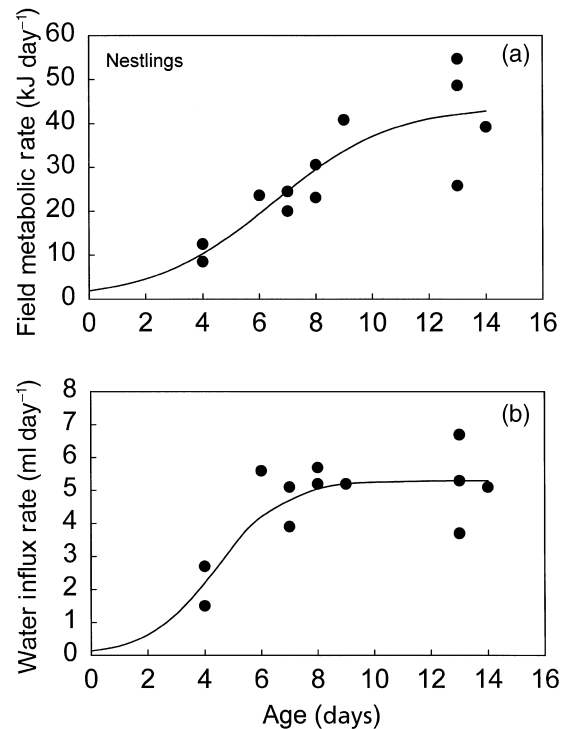 60
50
40
30
20
10
0
Field metabolic rate (kJ day⁻¹)
Nestlings
(a)
0 2 4 6 8 10 12 14 16
8
7
6
5
4
3
2
1
0
Water influx rate (ml day⁻¹)
(b)
0 2 4 6 8 10 12 14 16
Age (days)